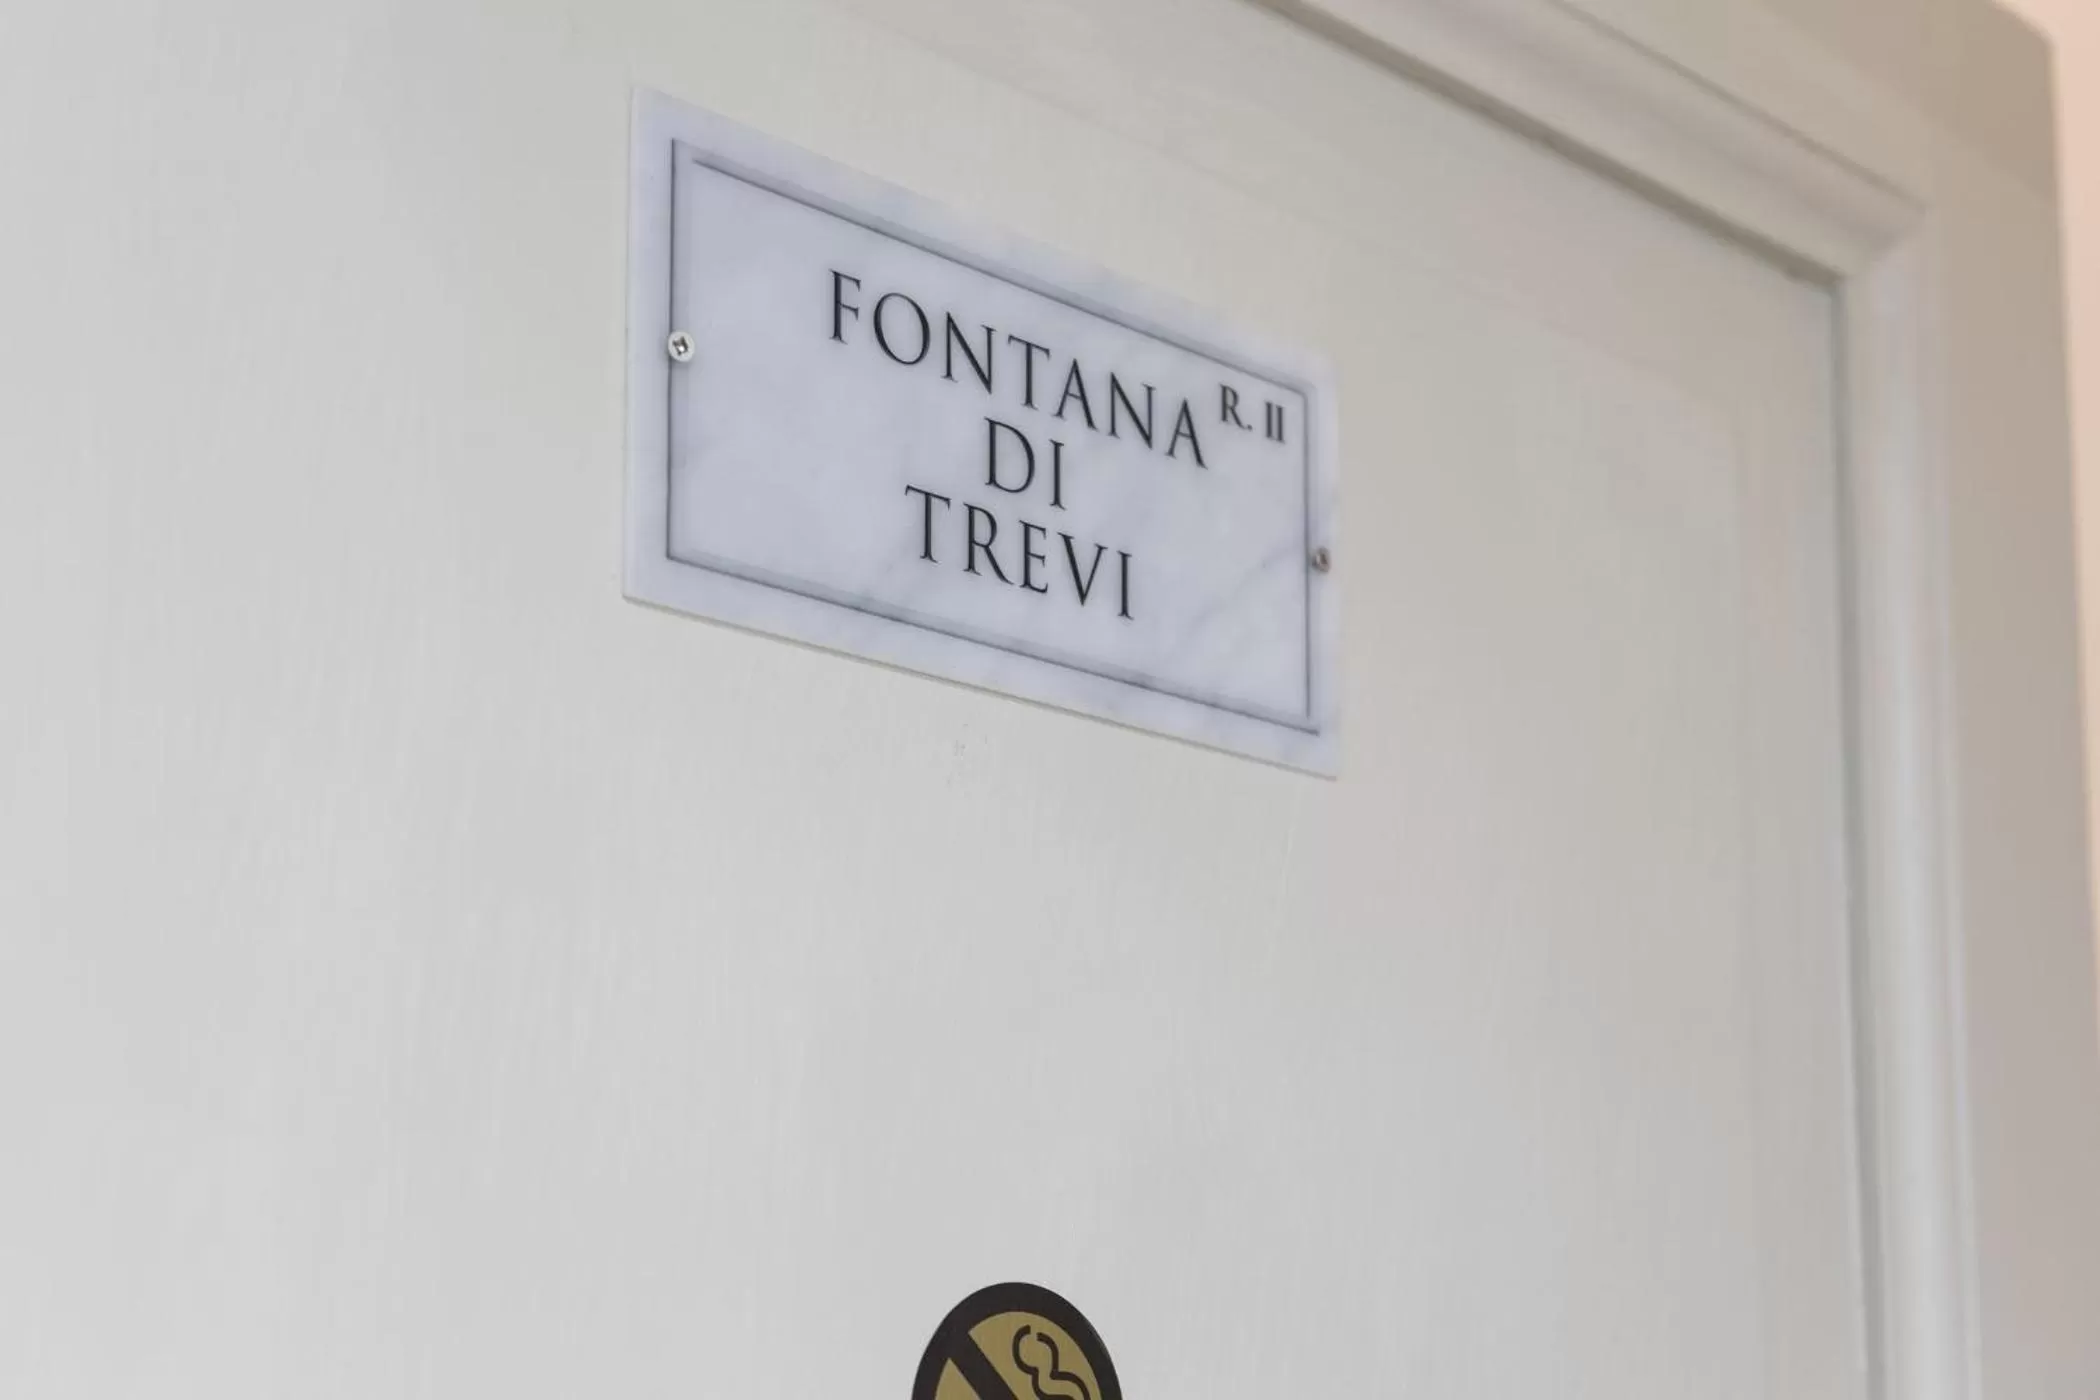 FONTANA R. II
DI
TREVI